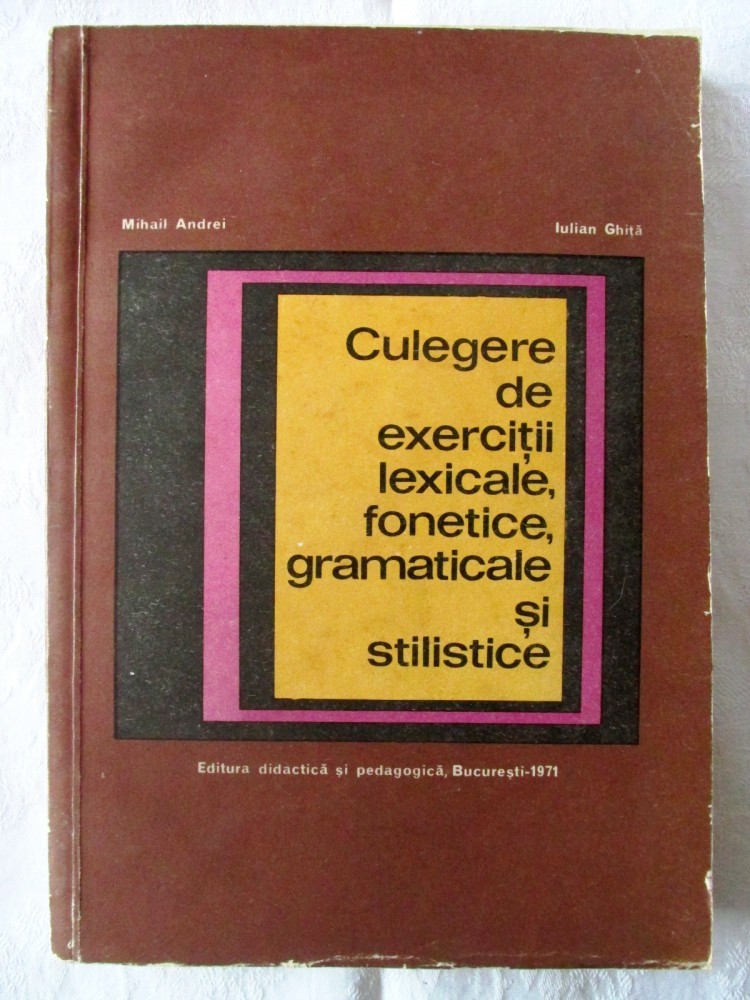 Mihail Andrei
Iulian Ghiță
Culegere
de
exerciții
lexicale,
fonetice,
gramaticale
și
stilistice
Editura didactică și pedagogică, București-1971